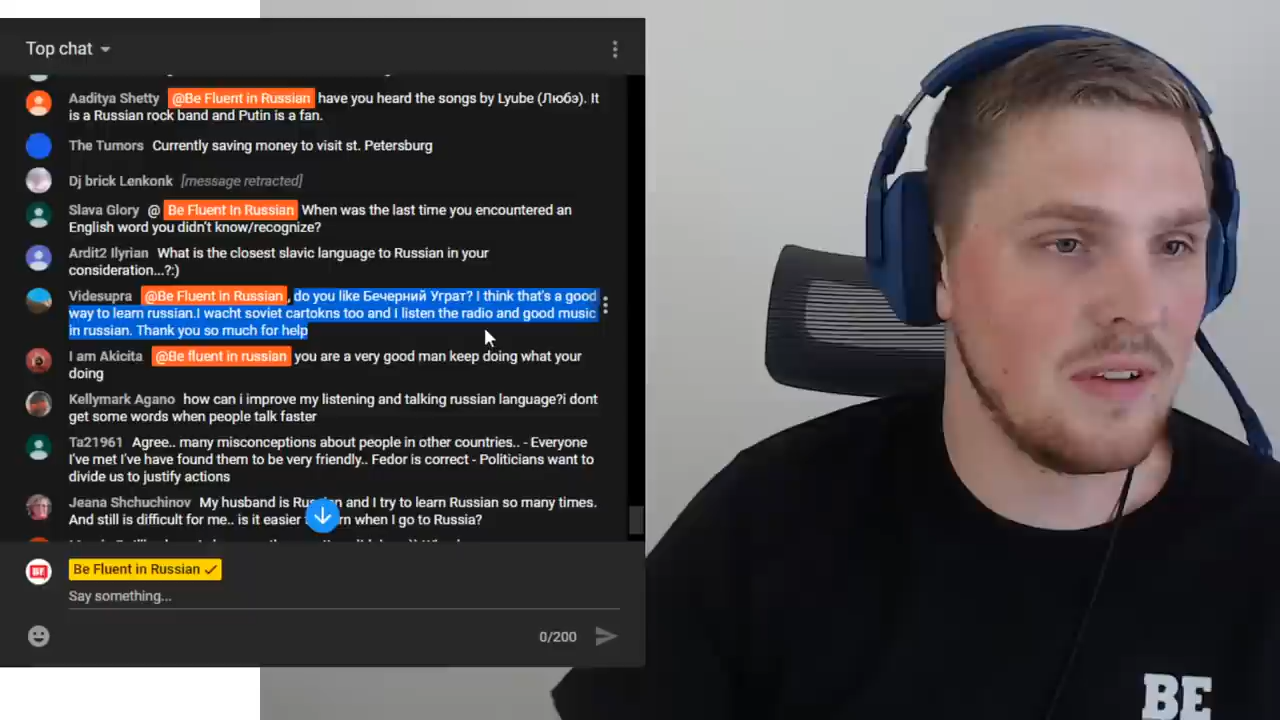 Top chat
Aaditya Shetty @Be Fluent in Russian have you heard the songs by Lyube (Любэ). It
is a Russian rock band and Putin is a fan.
The Tumors Currently saving money to visit st. Petersburg
Dj brick Lenkonk [message retracted]
Slava Glory @ Be Fluent In Russian When was the last time you encountered an
English word you didn't know/recognize?
Ardit2 Ilyrian What is the closest slavic language to Russian in your
consideration...?:)
Videsupra @Be Fluent in Russian, do you like Бечерний Уграт? I think that's a good
way to learn russian.I wacht soviet cartokns too and I listen the radio and good music
in russian. Thank you so much for help
I am Akicita @Be fluent in russian you are a very good man keep doing what your
doing
Kellymark Agano how can i improve my listening and talking russian language?i dont
get some words when people talk faster
Ta21961 Agree.. many misconceptions about people in other countries.. - Everyone
I've met I've have found them to be very friendly.. Fedor is correct - Politicians want to
divide us to justify actions
Jeana Shchuchinov My husband is Russian and I try to learn Russian so many times.
And still is difficult for me.. is it easier rn when I go to Russia?
Be Fluent in Russian
Say something...
0/200
BE